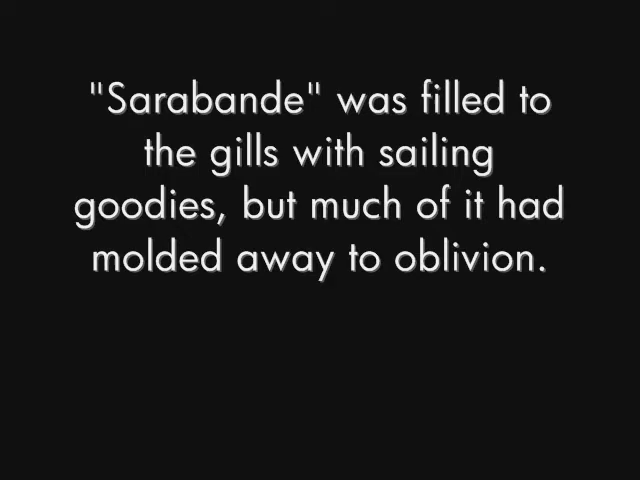 "Sarabande" was filled to
the gills with sailing
goodies, but much of it had
molded away to oblivion.